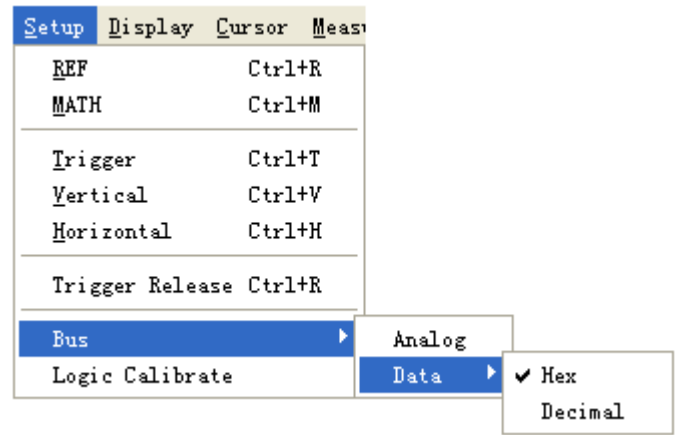 Setup Display Cursor Meas
REF Ctrl+R
MATH Ctrl+M
Trigger Ctrl+T
Vertical Ctrl+V
Horizontal Ctrl+H
Trigger Release Ctrl+R
Bus Analog
Logic Calibrate Data Hex
Decimal